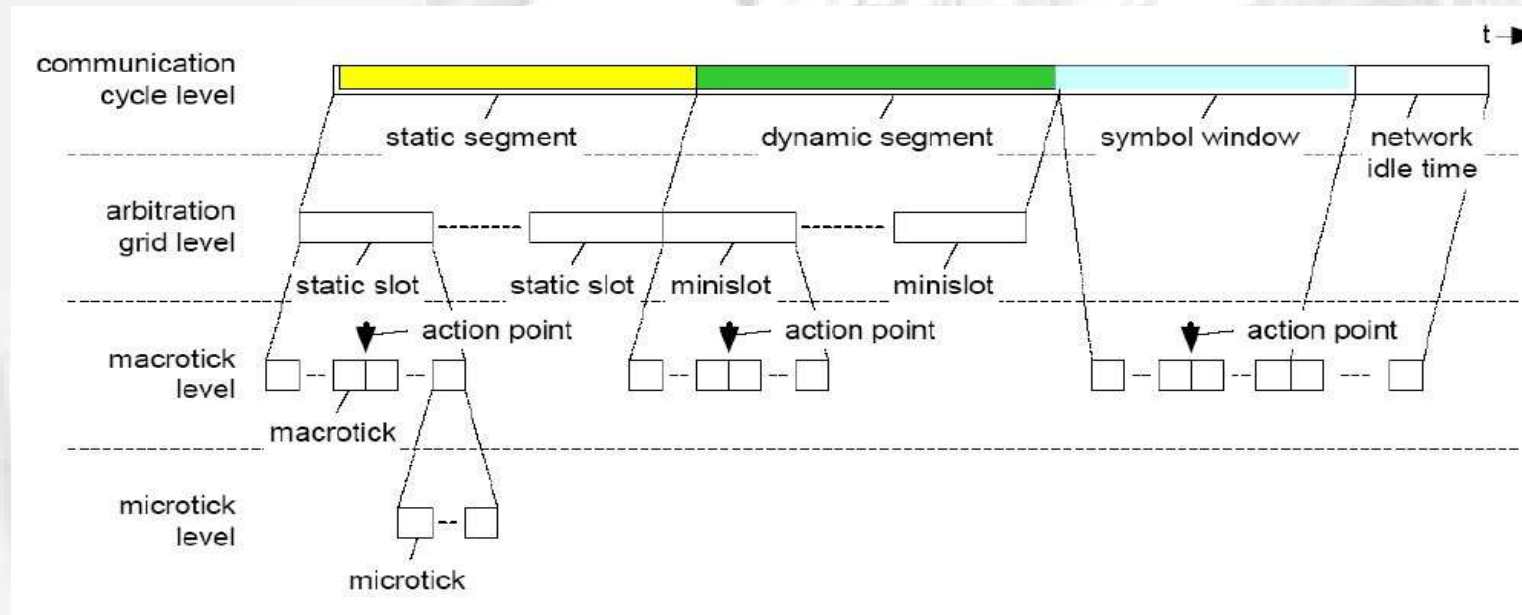 t
communication
cycle level
static segment
dynamic segment
symbol window
network
idle time
arbitration
grid level
static slot
static slot
minislot
minislot
action point
action point
action point
macrotick
level
macrotick
microtick
level
microtick